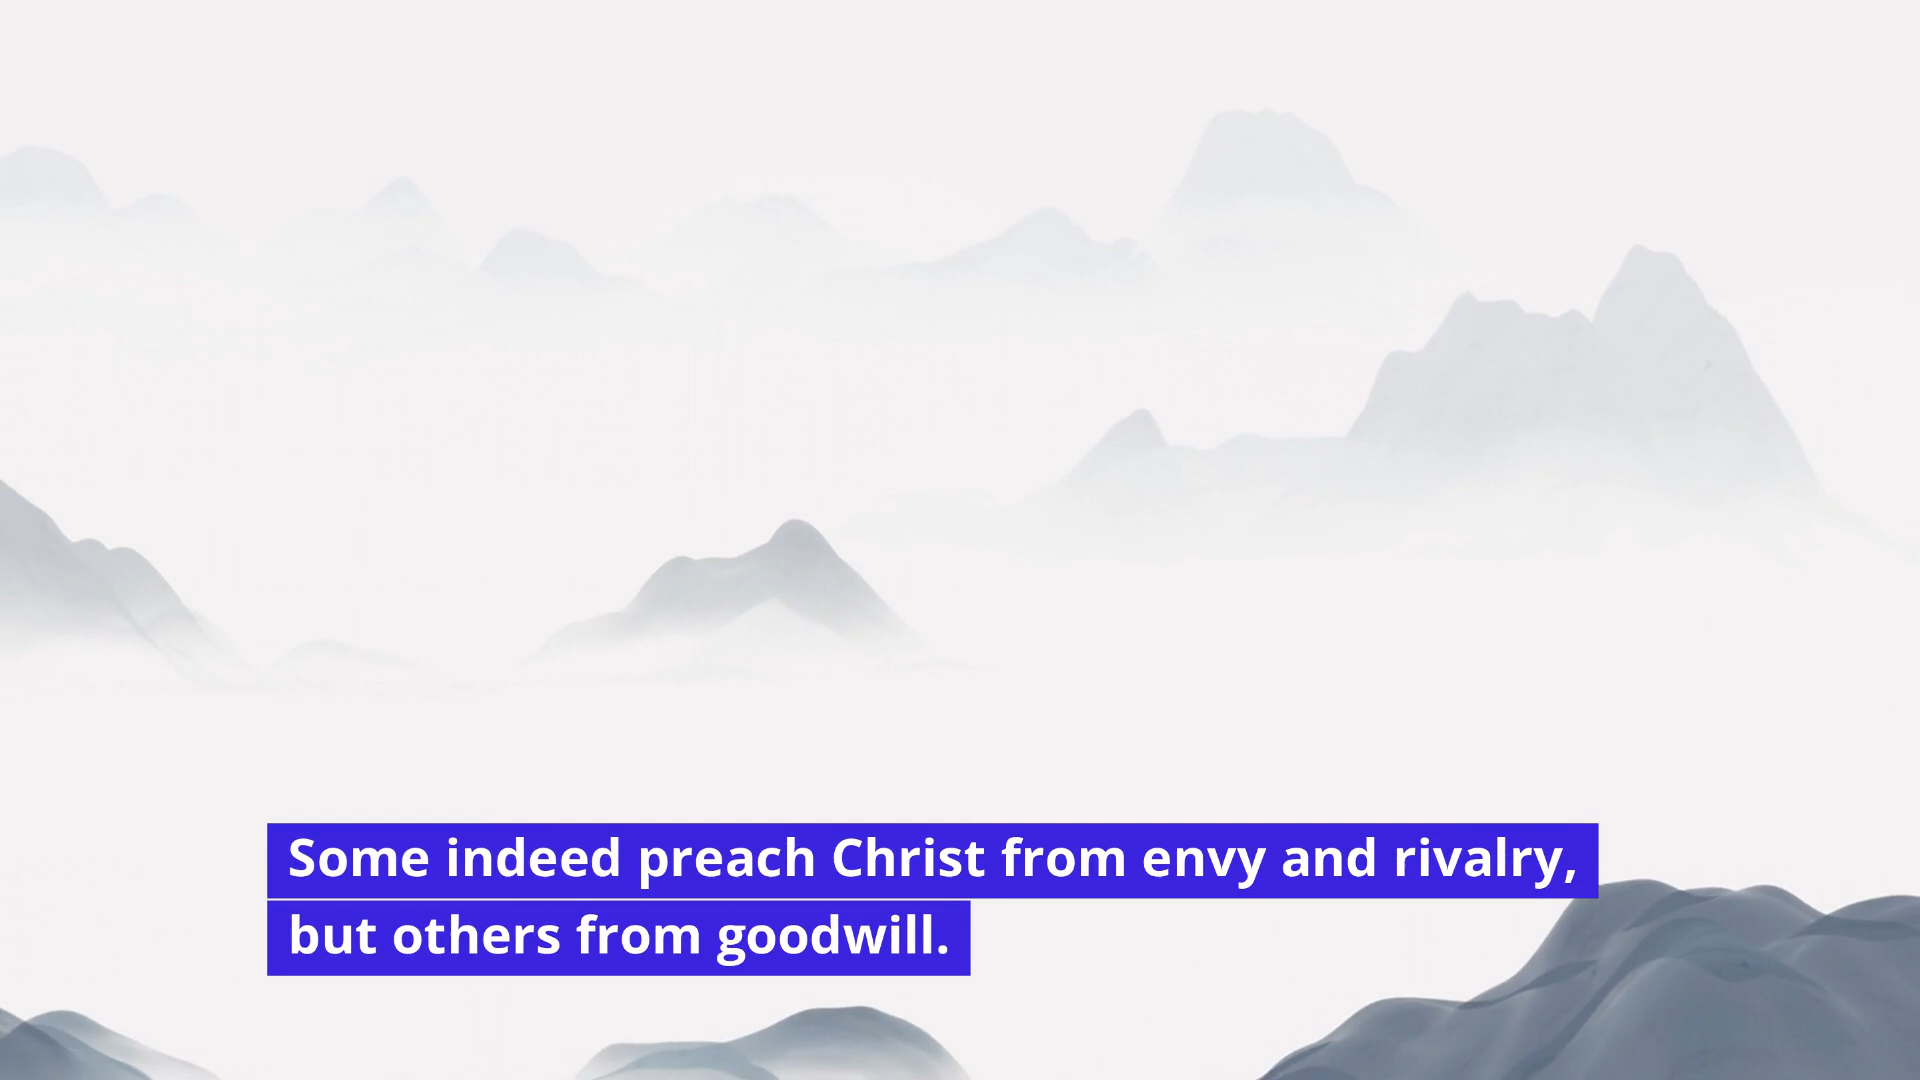 Some indeed preach Christ from envy and rivalry,
but others from goodwill.